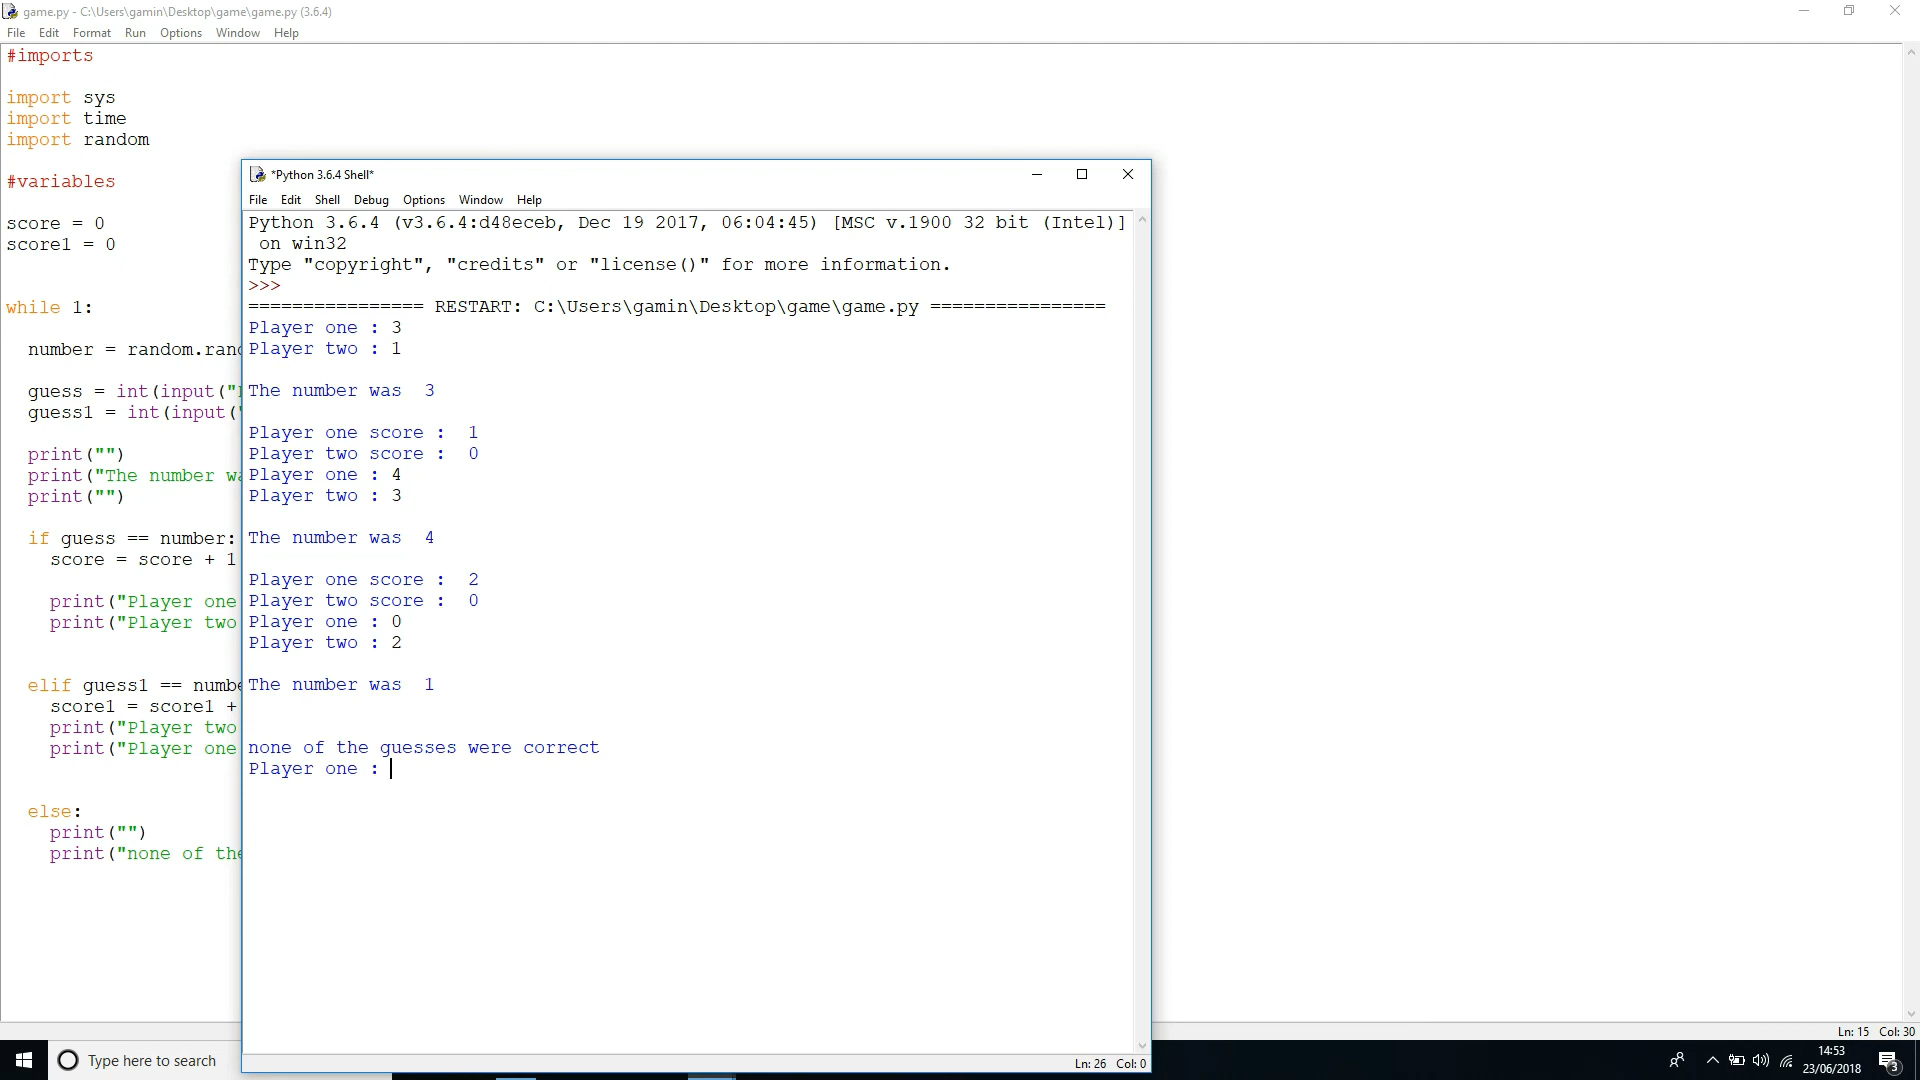 game.py - C:\Users\gamin\Desktop\game\game.py (3.6.4)
File Edit Format Run Options Window Help
#imports
import sys
import time
import random
#variables
score = 0
score1 = 0
while 1:
number = random.ran
guess = int(input("
guess1 = int(input(
print("")
print("The number w
print("")
if guess == number:
score = score + 1
print("Player one
print("Player two
elif guess1 == numb
score1 = score1 +
print("Player two
print("Player one
else:
print("")
print("none of the
*Python 3.6.4 Shell*
File Edit Shell Debug Options Window Help
Python 3.6.4 (v3.6.4:d48eceb, Dec 19 2017, 06:04:45) [MSC v.1900 32 bit (Intel)]
on win32
Type "copyright", "credits" or "license()" for more information.
>>>
================ RESTART: C:\Users\gamin\Desktop\game\game.py ================
Player one : 3
Player two : 1
The number was  3
Player one score :  1
Player two score :  0
Player one : 4
Player two : 3
The number was  4
Player one score :  2
Player two score :  0
Player one : 0
Player two : 2
The number was  1
none of the guesses were correct
Player one :
Ln: 26 Col: 0
Ln: 15 Col: 30
Type here to search
14:53
23/06/2018
3